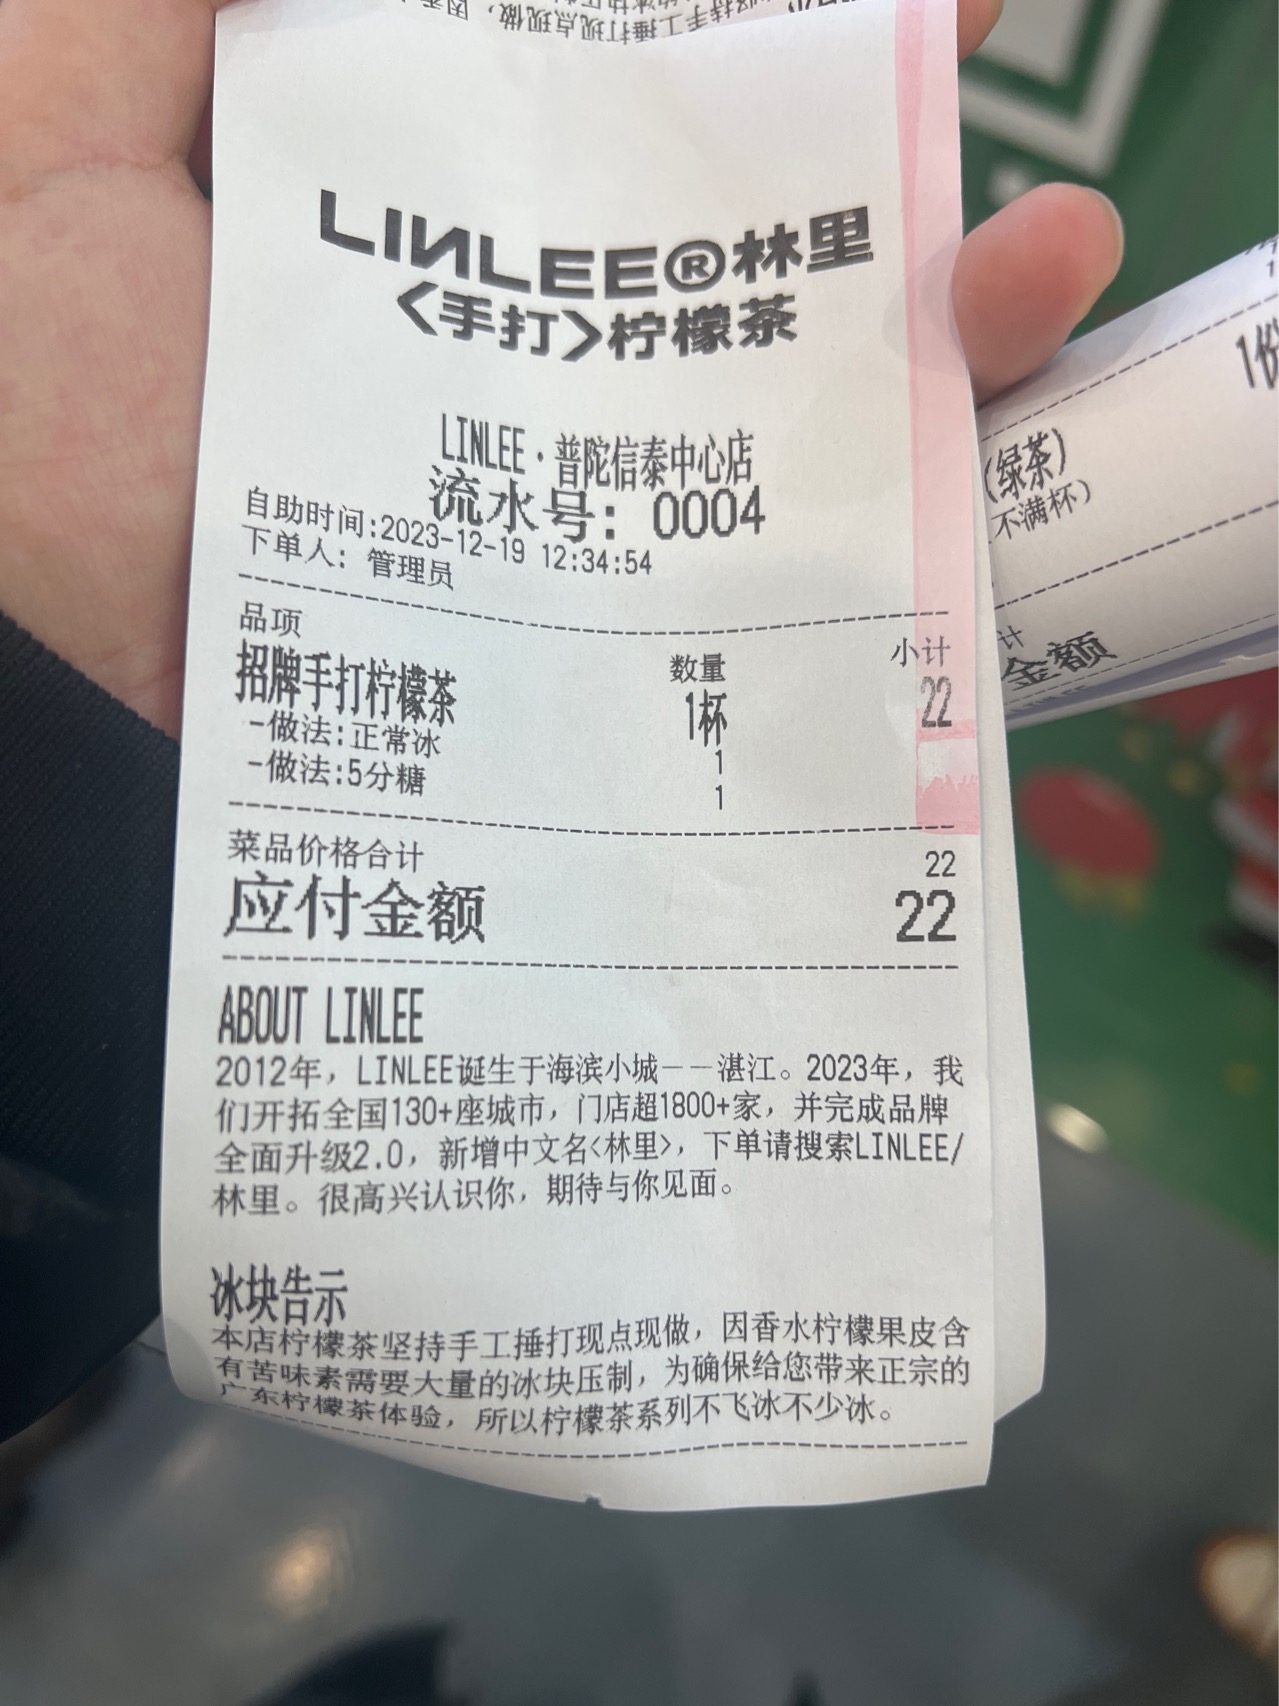 LINLEE®林里
<手打>柠檬茶
LINLEE·普陀信泰中心店
流水号：0004
自助时间:2023-12-19 12:34:54
下单人：管理员
品项 数量 小计
招牌手打柠檬茶 1杯 22
-做法:正常冰 1
-做法:5分糖 1
菜品价格合计 22
应付金额 22
ABOUT LINLEE
2012年，LINLEE诞生于海滨小城——湛江。2023年，我
们开拓全国130+座城市，门店超1800+家，并完成品牌
全面升级2.0，新增中文名<林里>，下单请搜索LINLEE/
林里。很高兴认识你，期待与你见面。
冰块告示
本店柠檬茶坚持手工捶打现点现做，因香水柠檬果皮含
有苦味素需要大量的冰块压制，为确保给您带来正宗的
广东柠檬茶体验，所以柠檬茶系列不飞冰不少冰。
1份
(绿茶)
不满杯)
计
金额